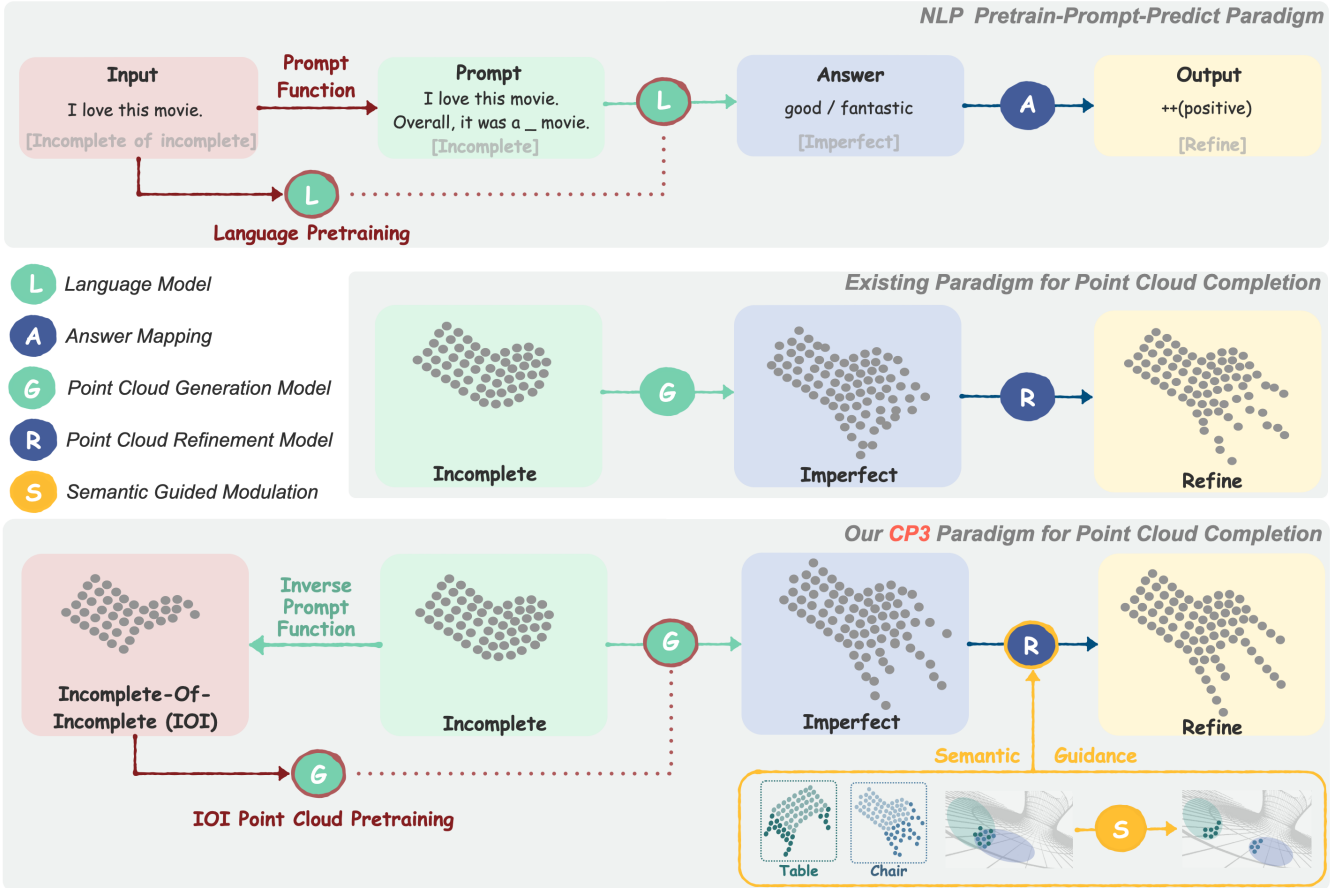 NLP Pretrain-Prompt-Predict Paradigm
Input
I love this movie.
[Incomplete of incomplete]
Prompt
Function
Prompt
I love this movie.
Overall, it was a _ movie.
[Incomplete]
L
Answer
good / fantastic
[Imperfect]
A
Output
++(positive)
[Refine]
L
Language Pretraining
L Language Model
A Answer Mapping
G Point Cloud Generation Model
R Point Cloud Refinement Model
S Semantic Guided Modulation
Existing Paradigm for Point Cloud Completion
Incomplete
G
Imperfect
R
Refine
Our CP3 Paradigm for Point Cloud Completion
Incomplete-Of-
Incomplete (IOI)
Inverse
Prompt
Function
Incomplete
G
Imperfect
R
Refine
G
IOI Point Cloud Pretraining
Semantic Guidance
Table
Chair
S